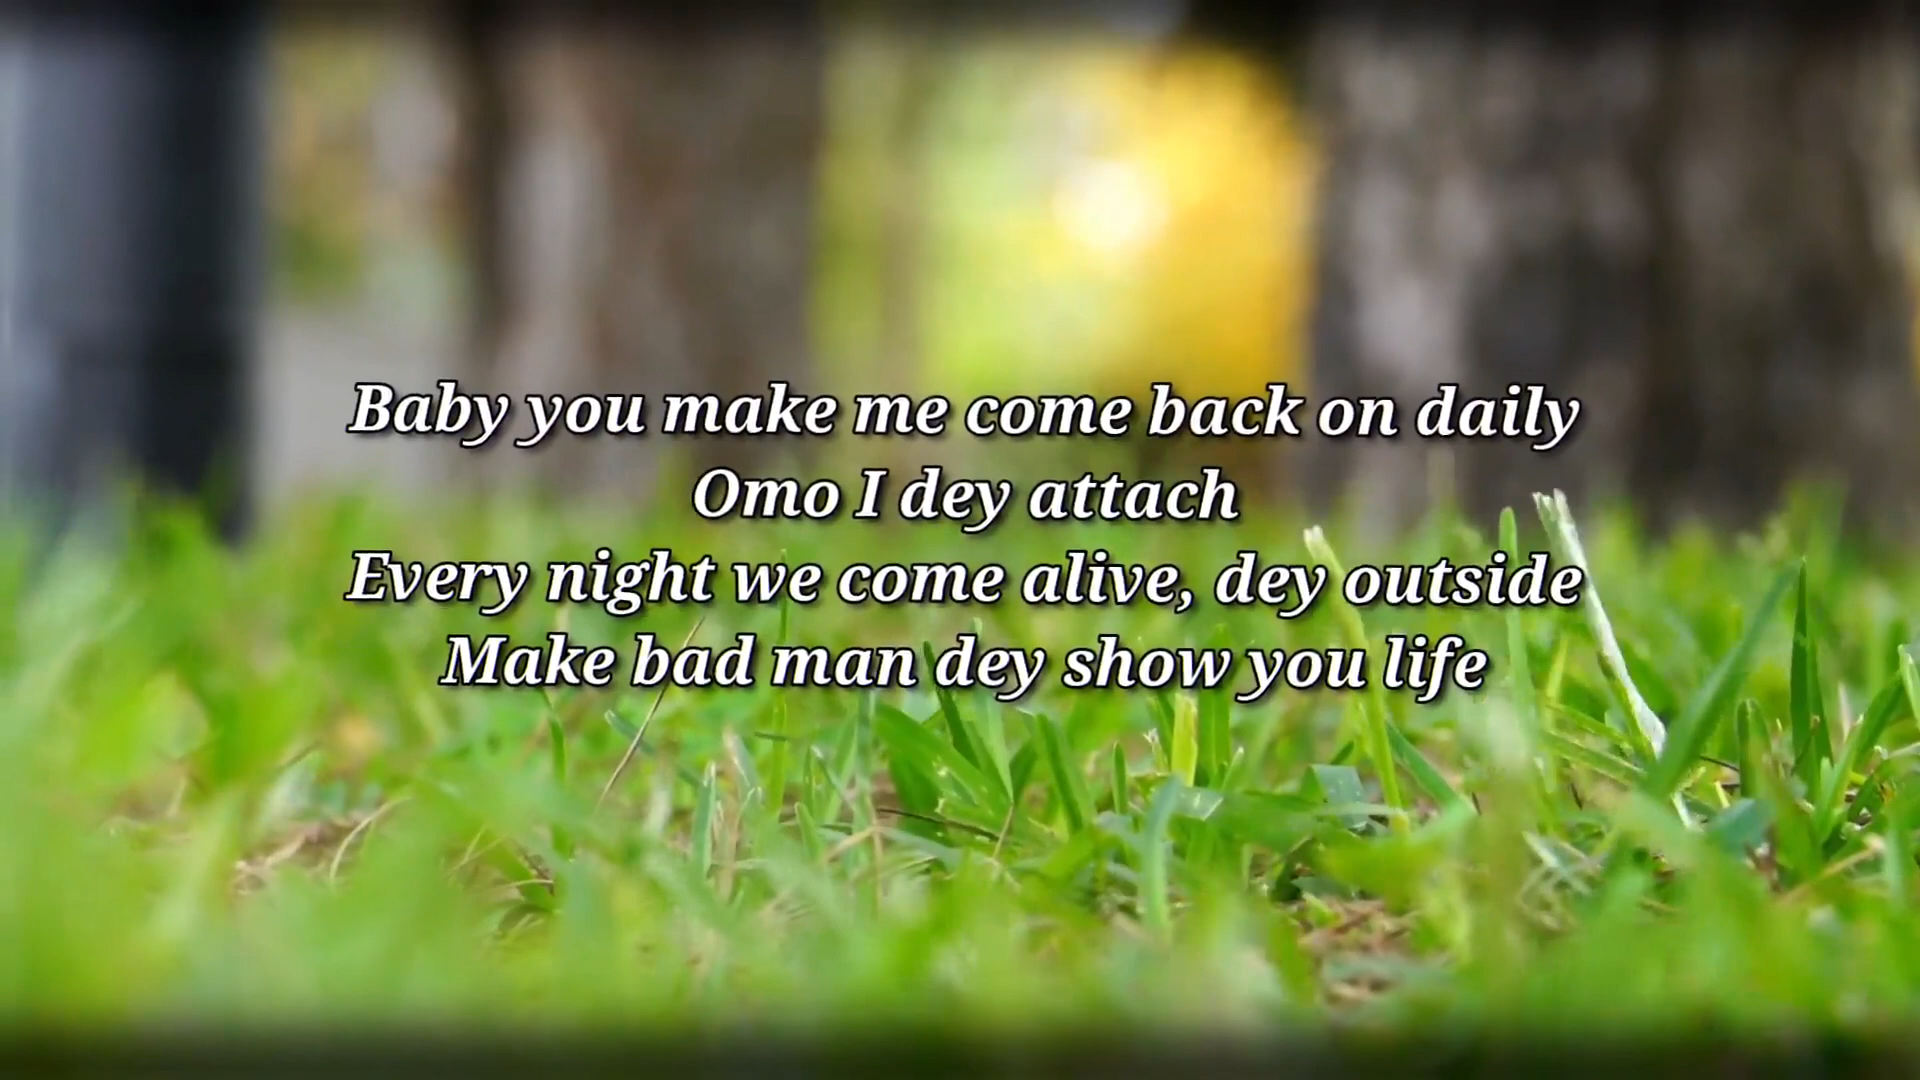 Baby you make me come back on daily
Omo I dey attach
Every night we come alive, dey outside
Make bad man dey show you life